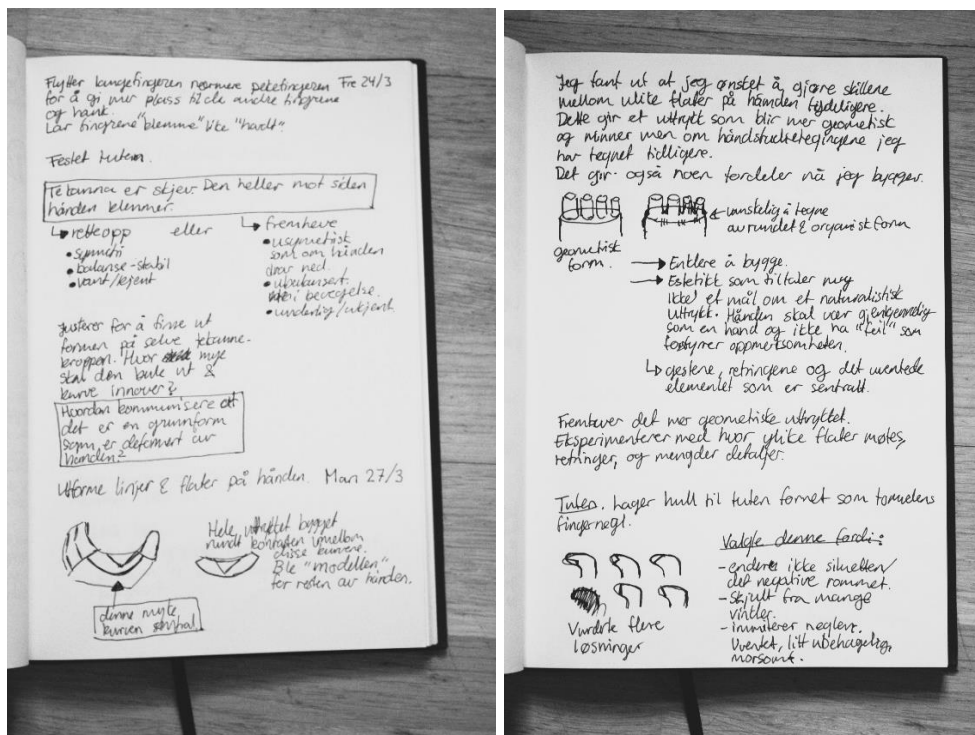 Flytter langefingeren nærmere pekefingeren Fre 24/3
for å gi mer plass til de andre fingrene
og hank.
Lar fingrene "klemme" like "hardt".
Festet tuten.
Tekanna er skjev. Den heller mot siden
hånden klemmer.
↳ rette opp eller ↳ fremheve
• symmetri
• balanse - stabil
• vant/kjent
• usymetrisk
som om hånden
drar ned.
• ubalansert.
i bevegelse.
• underlig/ukjent
Justerer for å finne ut
formen på selve tekanne-
kroppen. Hvor mye
skal den bule ut &
kurve innover?
Hvordan kommunisere at
det er en grunnform
som er deformert av
hånden?
Utforme linjer & flater på hånden. Man 27/3
Hele uttrykket bygget
rundt kontrasten imellom
disse kurvene.
Ble "modellen"
for resten av hånden.
denne myke
kurven sentral.
Jeg fant ut at jeg ønsket å gjøre skillene
mellom ulike flater på hånden tydeligere.
Dette gir et uttrykk som blir mer geometrisk
og minner mer om håndstudietegningene jeg
har tegnet tidligere.
Det gir også noen fordeler nå jeg bygger.
← vanskelig å tegne
avrundet & organisk form
geometrisk
form.
→ Enklere å bygge.
→ Estetikk som tiltaler meg
Ikke et mål om et naturalistisk
uttrykk. Hånden skal vær gjenkjennelig
som en hånd og ikke ha "feil" som
forstyrrer oppmerksomheten.
↳ gestene, retningene og det uventede
elementet som er sentralt.
Fremhever det mer geometriske uttrykket.
Eksperimenterer med hvor ulike flater møtes,
retninger, og mengder detaljer.
Tuten. Lager hull til tuten formet som tommelens
fingernegl.
Vurderte flere
løsninger
Valgte denne fordi:
- endrer ikke siluetten/
det negative rommet.
- Skjult fra mange
vinkler.
- immiterer neglen.
Uventet, litt ubehagelig,
morsomt.